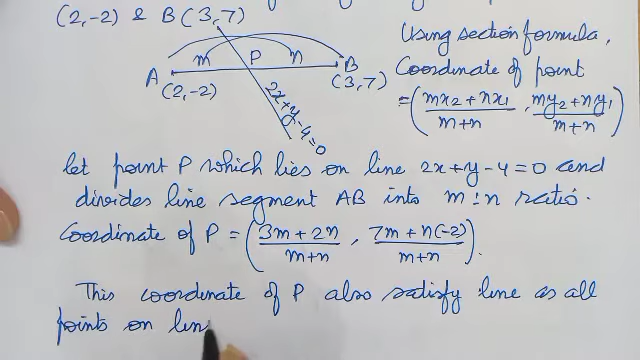 (2,-2) & B(3,7)
m P n
A B
(2,-2) (3,7)
2x+y-4=0
Using section formula,
Coordinate of point
=(mx₂+nx₁/m+n , my₂+ny₁/m+n)
let point P which lies on line 2x+y-4=0 and
divides line segment AB into m:n ratio.
Coordinate of P = (3m+2n/m+n , 7m+n(-2)/m+n).
This coordinate of P also satisfy line as all
points on lin